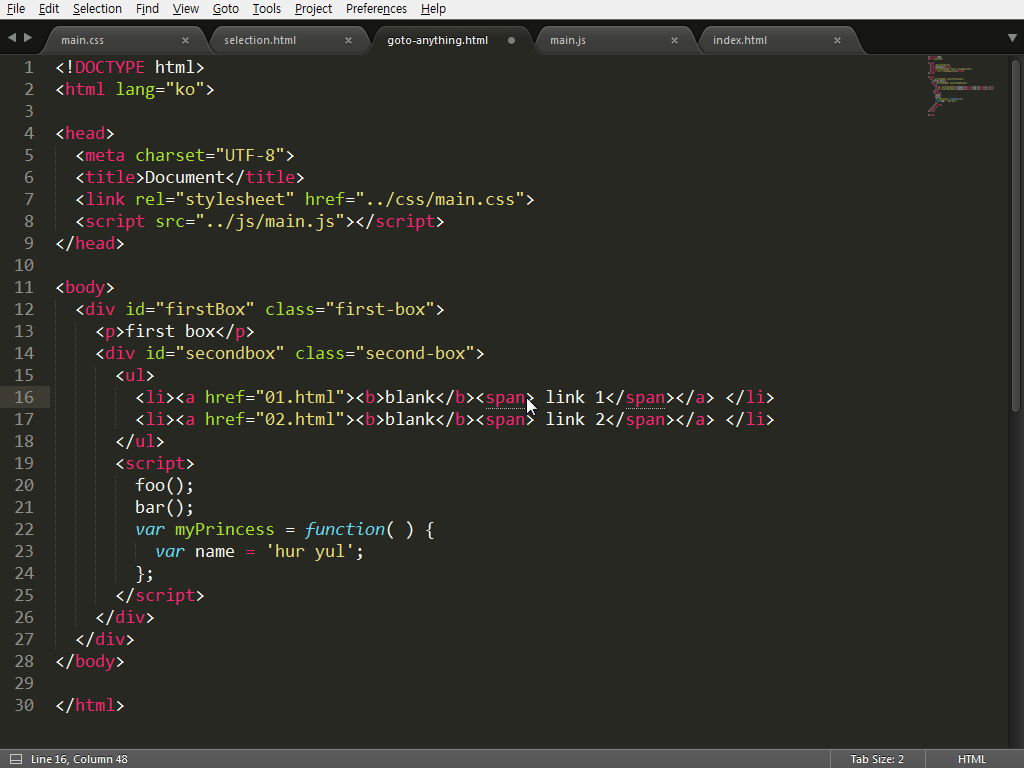 File Edit Selection Find View Goto Tools Project Preferences Help
main.css selection.html goto-anything.html main.js index.html
1 <!DOCTYPE html>
2 <html lang="ko">
3
4 <head>
5 <meta charset="UTF-8">
6 <title>Document</title>
7 <link rel="stylesheet" href="../css/main.css">
8 <script src="../js/main.js"></script>
9 </head>
10
11 <body>
12 <div id="firstBox" class="first-box">
13 <p>first box</p>
14 <div id="secondbox" class="second-box">
15 <ul>
16 <li><a href="01.html"><b>blank</b><span> link 1</span></a> </li>
17 <li><a href="02.html"><b>blank</b><span> link 2</span></a> </li>
18 </ul>
19 <script>
20 foo();
21 bar();
22 var myPrincess = function( ) {
23 var name = 'hur yul';
24 };
25 </script>
26 </div>
27 </div>
28 </body>
29
30 </html>
Line 16, Column 48 Tab Size: 2 HTML